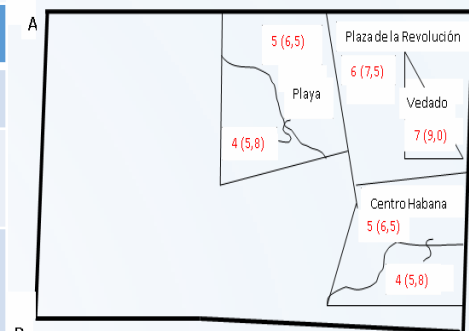 A
5 (6,5)
Plaza de la Revolución
6 (7,5)
Playa
Vedado
7 (9,0)
4 (5,8)
Centro Habana
5 (6,5)
4 (5,8)